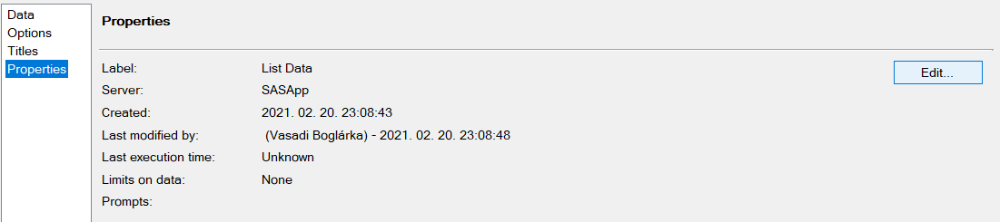 Data
Options
Titles
Properties
Properties
Label: List Data
Server: SASApp
Created: 2021. 02. 20. 23:08:43
Last modified by: (Vasadi Boglárka) - 2021. 02. 20. 23:08:48
Last execution time: Unknown
Limits on data: None
Prompts:
Edit...